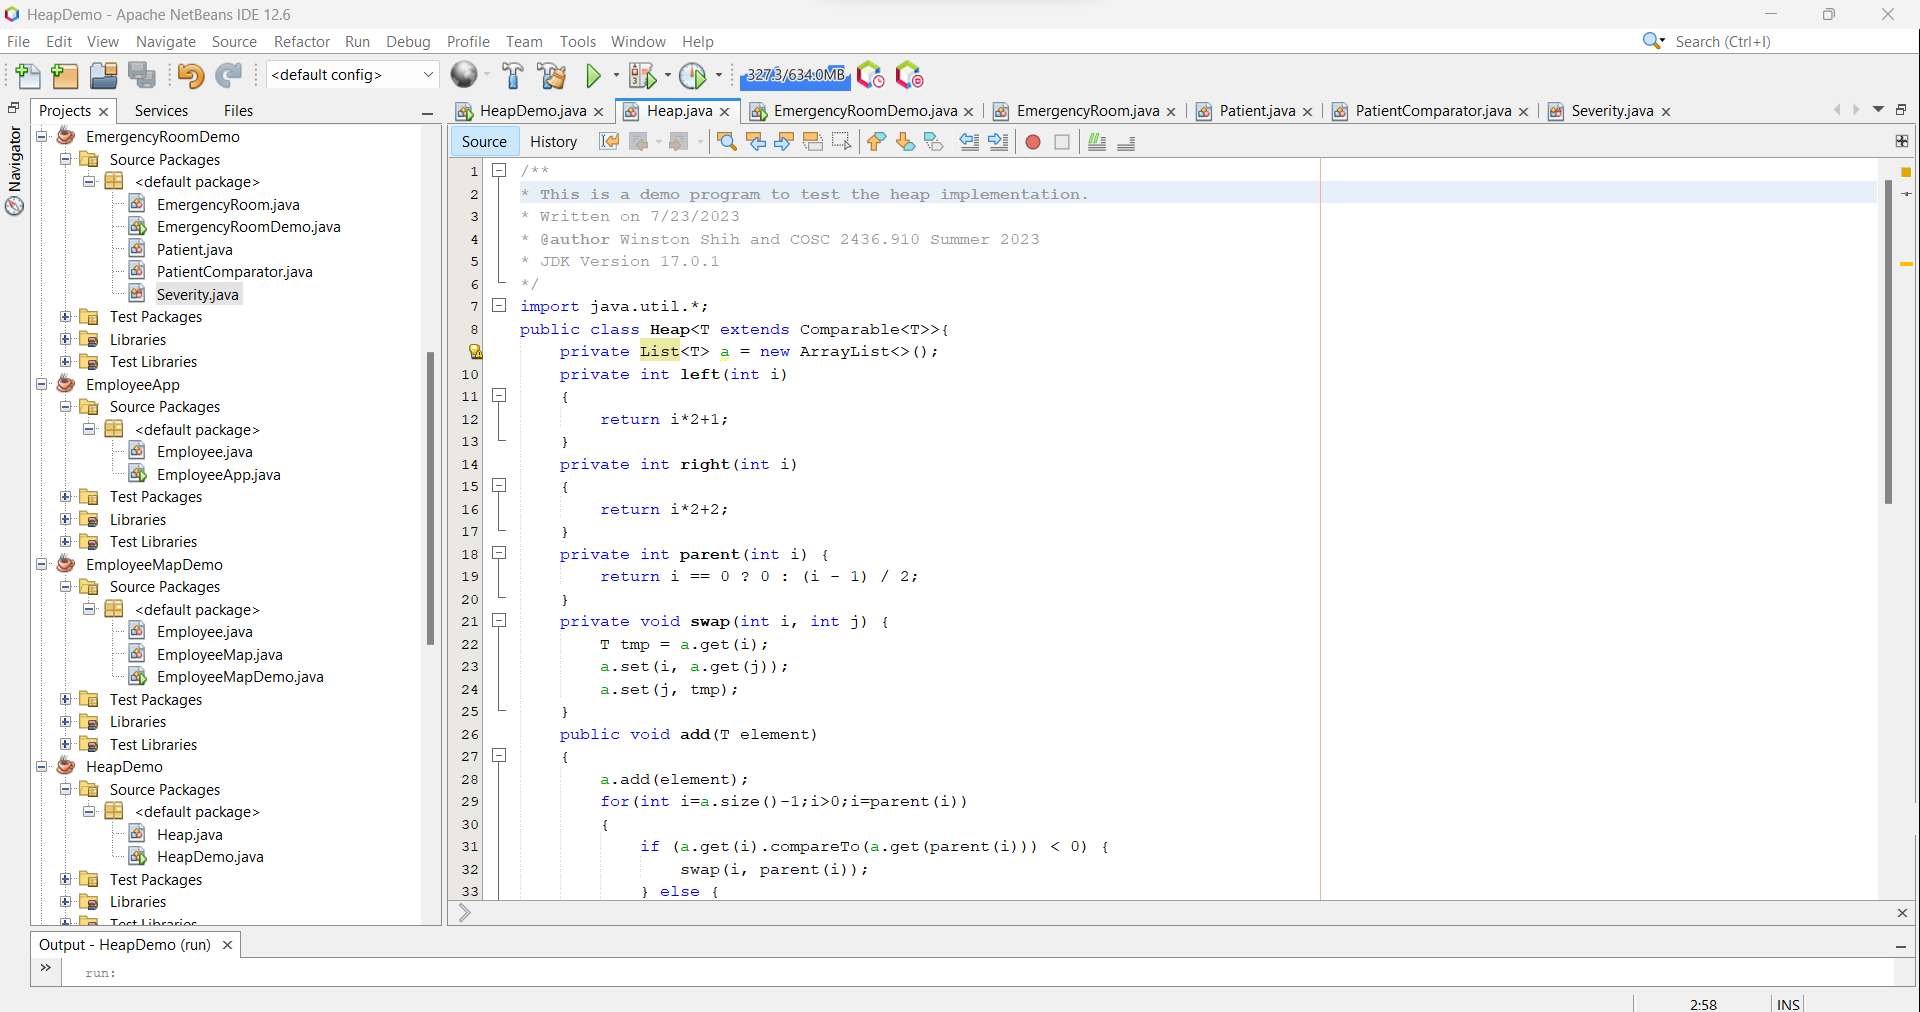 HeapDemo - Apache NetBeans IDE 12.6
File Edit View Navigate Source Refactor Run Debug Profile Team Tools Window Help
Search (Ctrl+I)
<default config>
327.3/634.0MB
Projects Services Files
HeapDemo.java Heap.java EmergencyRoomDemo.java EmergencyRoom.java Patient.java PatientComparator.java Severity.java
Navigator
EmergencyRoomDemo
Source Packages
<default package>
EmergencyRoom.java
EmergencyRoomDemo.java
Patient.java
PatientComparator.java
Severity.java
Test Packages
Libraries
Test Libraries
EmployeeApp
Source Packages
<default package>
Employee.java
EmployeeApp.java
Test Packages
Libraries
Test Libraries
EmployeeMapDemo
Source Packages
<default package>
Employee.java
EmployeeMap.java
EmployeeMapDemo.java
Test Packages
Libraries
Test Libraries
HeapDemo
Source Packages
<default package>
Heap.java
HeapDemo.java
Test Packages
Libraries
Test Libraries
Source History
1 /**
2 * This is a demo program to test the heap implementation.
3 * Written on 7/23/2023
4 * @author Winston Shih and COSC 2436.910 Summer 2023
5 * JDK Version 17.0.1
6 */
7 import java.util.*;
8 public class Heap<T extends Comparable<T>>{
private List<T> a = new ArrayList<>();
10 private int left(int i)
11 {
12 return i*2+1;
13 }
14 private int right(int i)
15 {
16 return i*2+2;
17 }
18 private int parent(int i) {
19 return i == 0 ? 0 : (i - 1) / 2;
20 }
21 private void swap(int i, int j) {
22 T tmp = a.get(i);
23 a.set(i, a.get(j));
24 a.set(j, tmp);
25 }
26 public void add(T element)
27 {
28 a.add(element);
29 for(int i=a.size()-1;i>0;i=parent(i))
30 {
31 if (a.get(i).compareTo(a.get(parent(i))) < 0) {
32 swap(i, parent(i));
33 } else {
Output - HeapDemo (run)
run:
2:58 INS